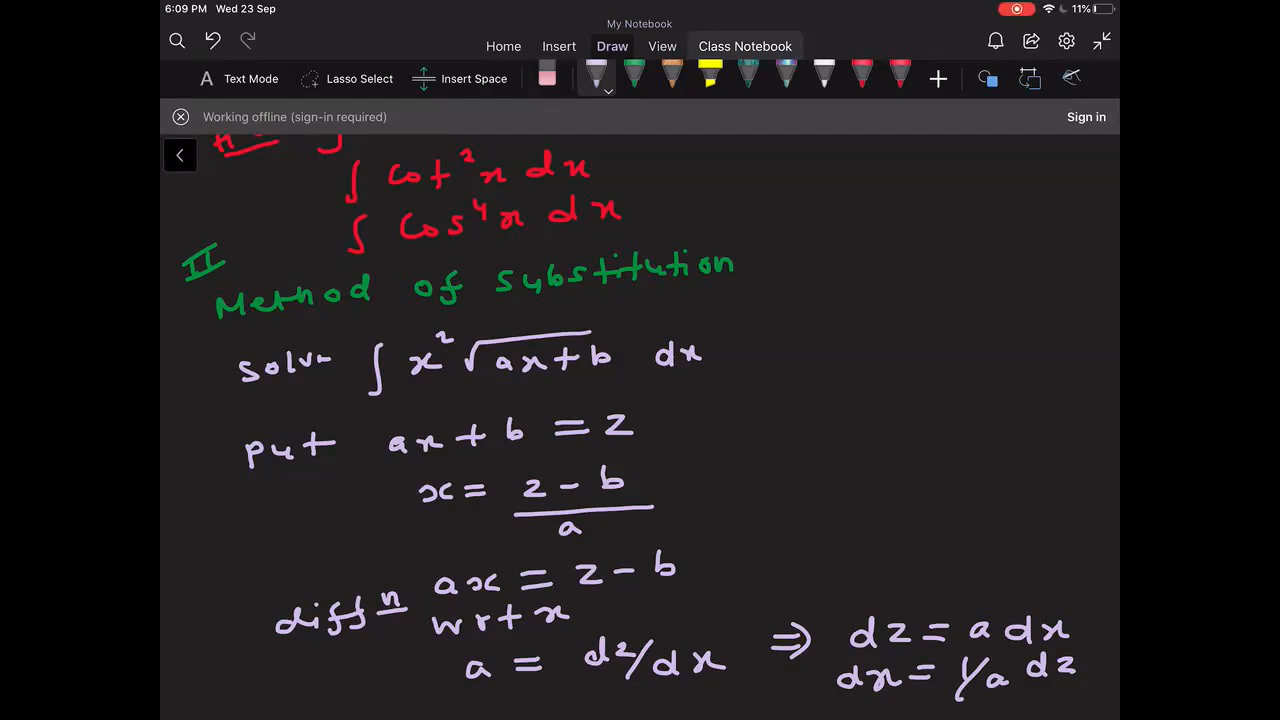 6:09 PM Wed 23 Sep
11%
My Notebook
Home Insert Draw View Class Notebook
A Text Mode Lasso Select Insert Space
Working offline (sign-in required) Sign in
∫ cot²x dx
∫ cos⁴x dx
II
Method of substitution
solve ∫ x² √(ax+b) dx
put ax + b = z
x = (z - b)/a
ax = z - b
diffⁿ wrt x
a = dz/dx ⇒ dz = a dx
dx = 1/a dz